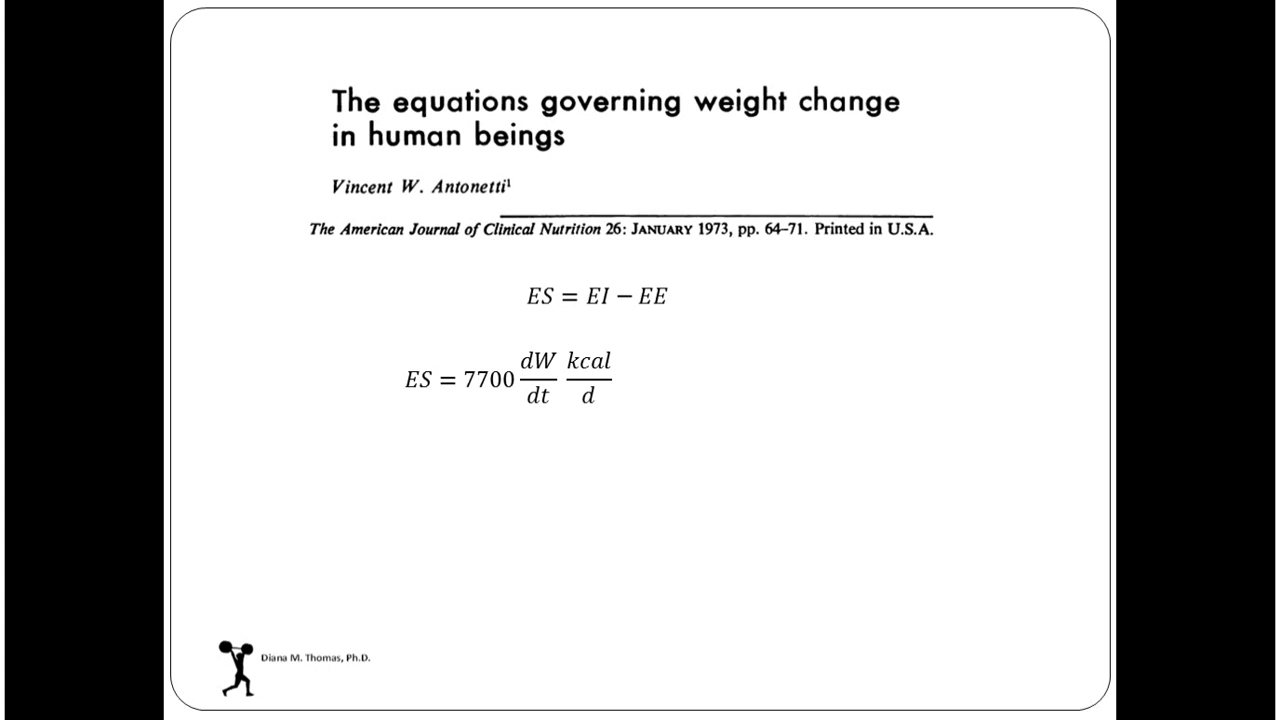 The equations governing weight change
in human beings
Vincent W. Antonetti¹
The American Journal of Clinical Nutrition 26: JANUARY 1973, pp. 64–71. Printed in U.S.A.
ES = EI − EE
ES = 7700 dW/dt kcal/d
Diana M. Thomas, Ph.D.